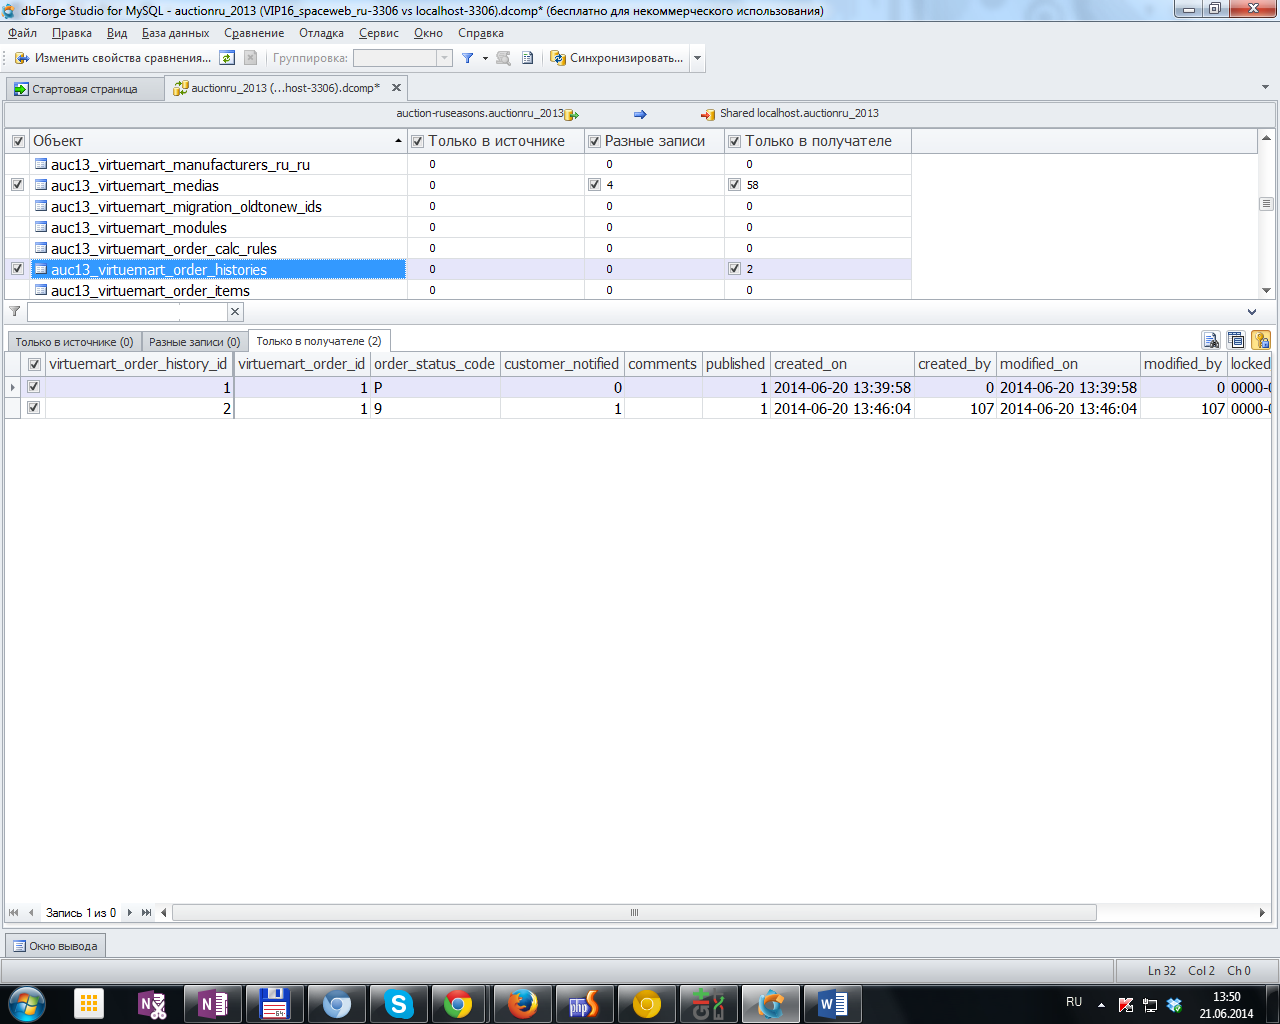 dbForge Studio for MySQL - auctionru_2013 (VIP16_spaceweb_ru-3306 vs localhost-3306).dcomp* (бесплатно для некоммерческого использования)
Файл Правка Вид База данных Сравнение Отладка Сервис Окно Справка
Изменить свойства сравнения... Группировка: Синхронизировать...
Стартовая страница auctionru_2013 (...host-3306).dcomp*
auction-ruseasons.auctionru_2013 Shared localhost.auctionru_2013
Объект Только в источнике Разные записи Только в получателе
auc13_virtuemart_manufacturers_ru_ru 0 0 0
auc13_virtuemart_medias 0 4 58
auc13_virtuemart_migration_oldtonew_ids 0 0 0
auc13_virtuemart_modules 0 0 0
auc13_virtuemart_order_calc_rules 0 0 0
auc13_virtuemart_order_histories 0 0 2
auc13_virtuemart_order_items 0 0 0
Только в источнике (0) Разные записи (0) Только в получателе (2)
virtuemart_order_history_id virtuemart_order_id order_status_code customer_notified comments published created_on created_by modified_on modified_by locked
1 1 P 0 1 2014-06-20 13:39:58 0 2014-06-20 13:39:58 0 0000-0
2 1 9 1 1 2014-06-20 13:46:04 107 2014-06-20 13:46:04 107 0000-0
Запись 1 из 0
Окно вывода
Ln 32 Col 2 Ch 0
RU 13:50
21.06.2014